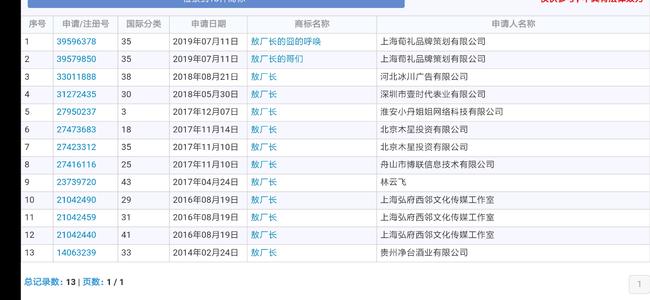 序号 申请/注册号 国际分类 申请日期 商标名称 申请人名称
1 39596378 35 2019年07月11日 敖厂长的囧的呼唤 上海荀礼品牌策划有限公司
2 39579850 35 2019年07月11日 敖厂长的哥们 上海荀礼品牌策划有限公司
3 33011888 38 2018年08月21日 敖厂长 河北冰川广告有限公司
4 31272435 30 2018年05月30日 敖厂长 深圳市壹时代表业有限公司
5 27950237 3 2017年12月07日 敖厂长 淮安小丹姐姐网络科技有限公司
6 27473683 18 2017年11月14日 敖厂长 北京木星投资有限公司
7 27423312 35 2017年11月10日 敖厂长 北京木星投资有限公司
8 27416116 25 2017年11月10日 敖厂长 舟山市博联信息技术有限公司
9 23739720 43 2017年04月24日 敖厂长 林云飞
10 21042490 29 2016年08月19日 敖厂长 上海弘府西邻文化传媒工作室
11 21042459 31 2016年08月19日 敖厂长 上海弘府西邻文化传媒工作室
12 21042440 41 2016年08月19日 敖厂长 上海弘府西邻文化传媒工作室
13 14063239 33 2014年02月24日 敖厂长 贵州净台酒业有限公司
总记录数: 13 | 页数: 1 / 1
1